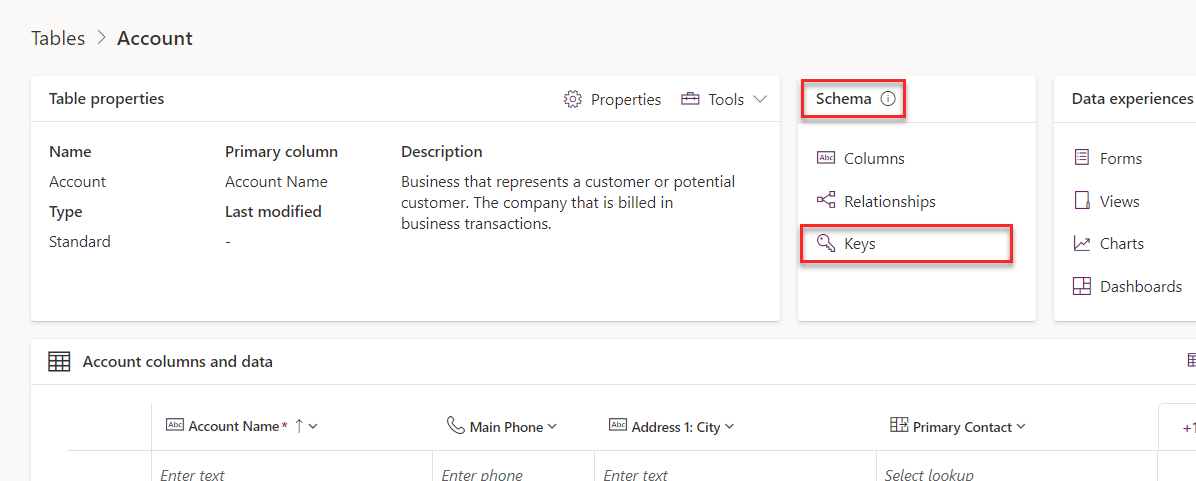 Tables > Account
Table properties
Properties
Tools
Name
Primary column
Description
Account
Account Name
Business that represents a customer or potential
customer. The company that is billed in
business transactions.
Type
Last modified
Standard
-
Schema
Abc Columns
Relationships
Keys
Data experiences
Forms
Views
Charts
Dashboards
Account columns and data
Abc Account Name*
Main Phone
Abc Address 1: City
Primary Contact
+1
Enter text
Enter phone
Enter text
Select lookup